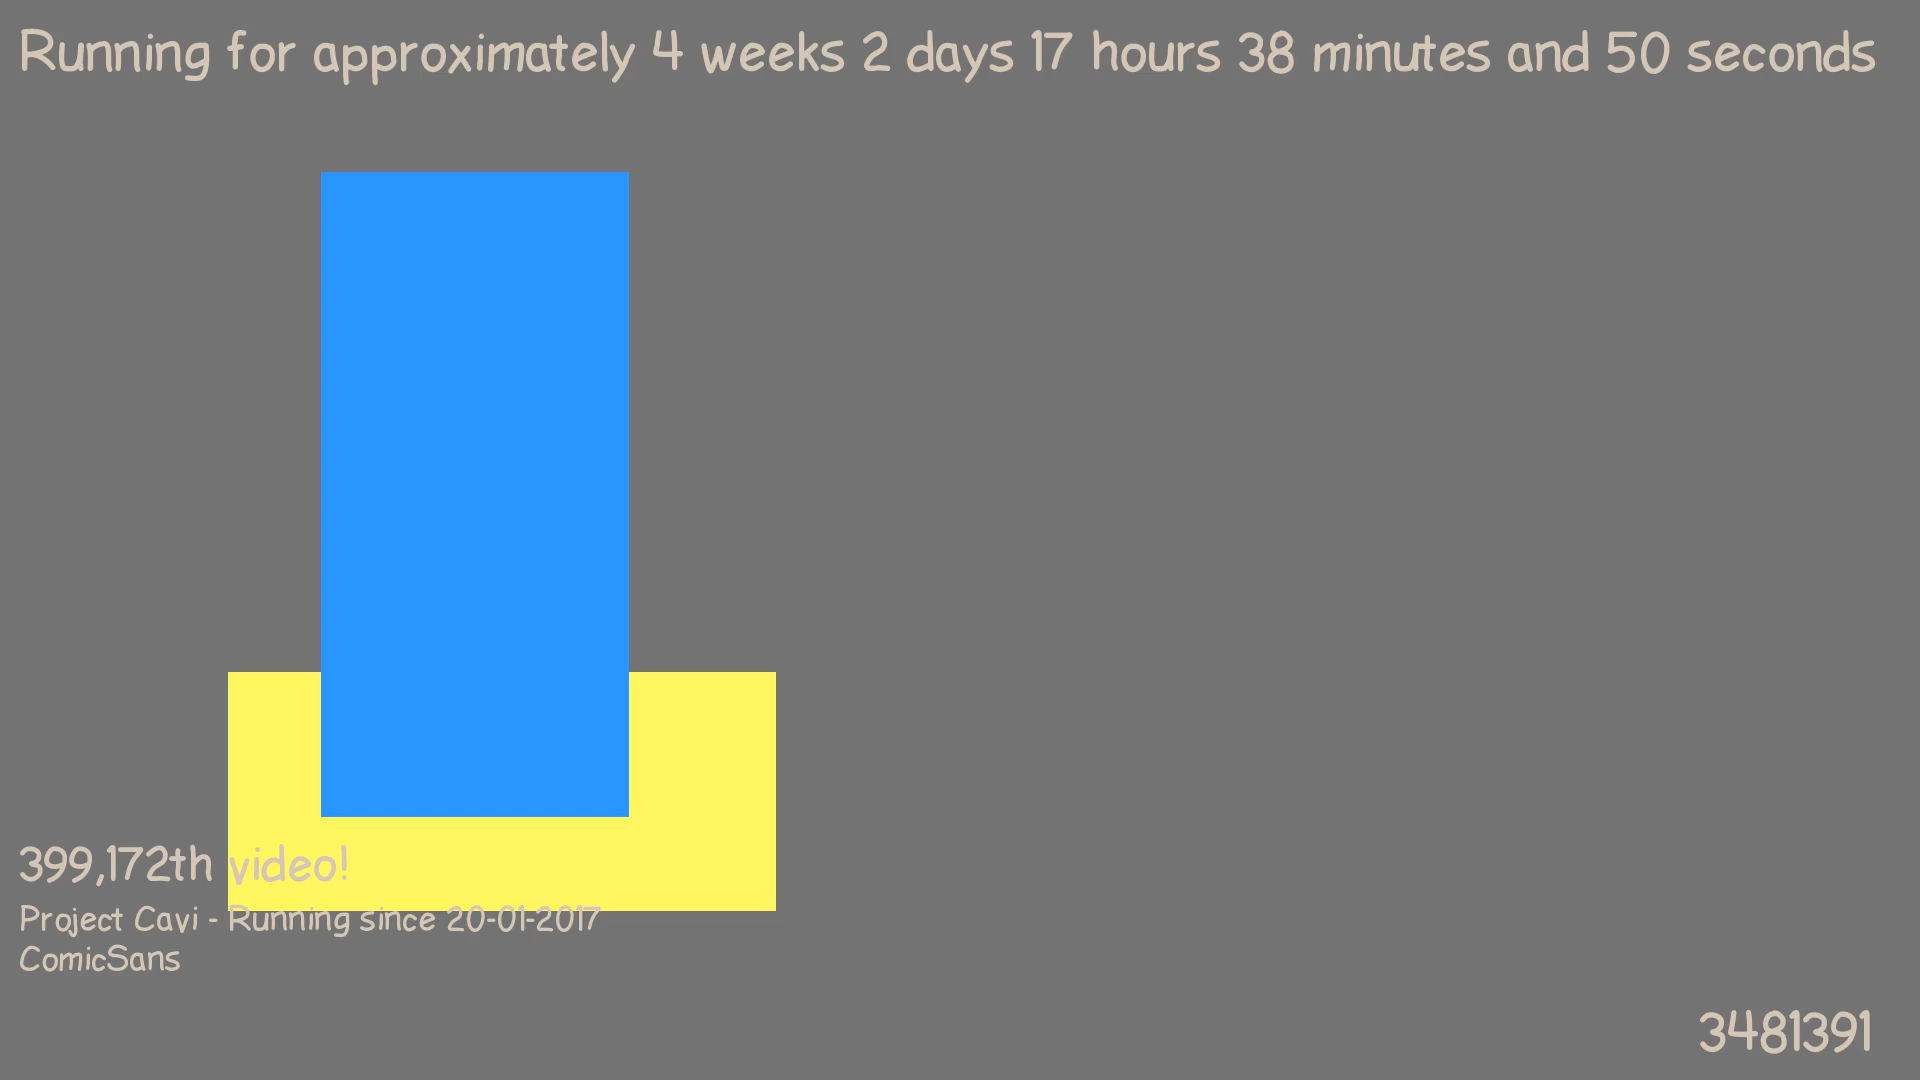 Running for approximately 4 weeks 2 days 17 hours 38 minutes and 50 seconds
399,172th video!
Project Cavi - Running since 20-01-2017
ComicSans
3481391